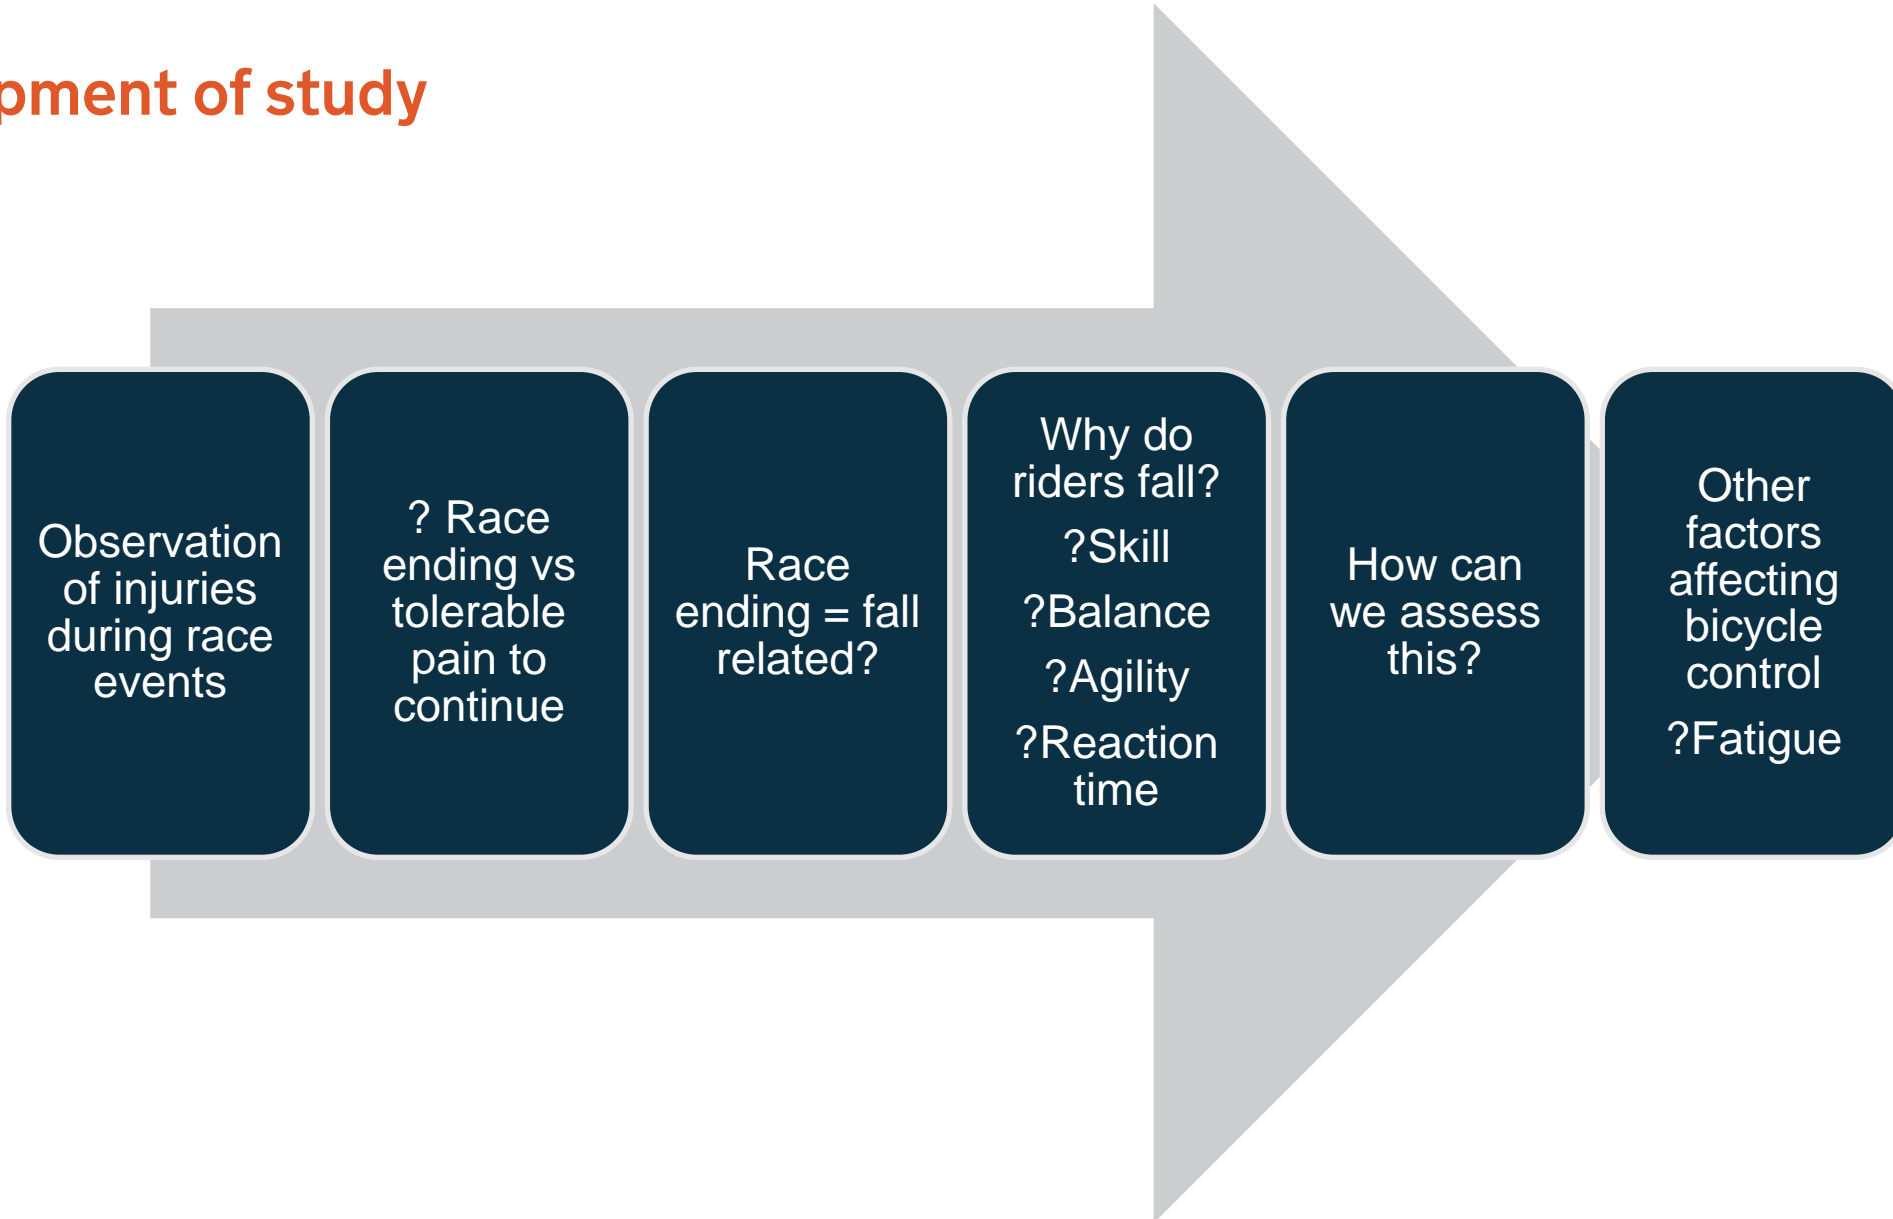 pment of study
Observation
of injuries
during race
events
? Race
ending vs
tolerable
pain to
continue
Race
ending = fall
related?
Why do
riders fall?
?Skill
?Balance
?Agility
?Reaction
time
How can
we assess
this?
Other
factors
affecting
bicycle
control
?Fatigue